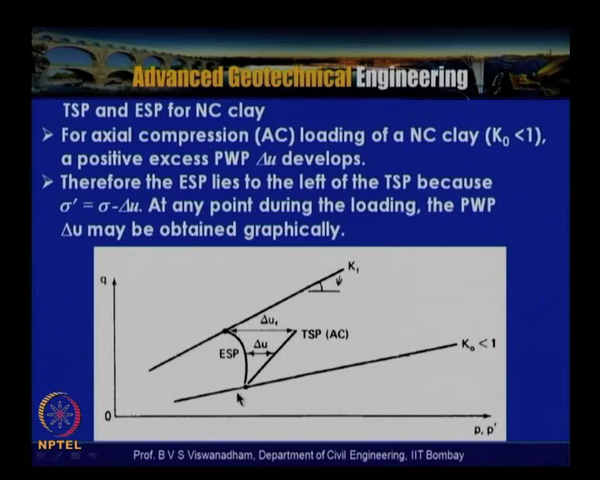 Advanced Geotechnical Engineering
TSP and ESP for NC clay
➢ For axial compression (AC) loading of a NC clay (K₀ <1),
a positive excess PWP Δu develops.
➢ Therefore the ESP lies to the left of the TSP because
σ' = σ-Δu. At any point during the loading, the PWP
Δu may be obtained graphically.
q
K_f
ψ
Δu_f
TSP (AC)
ESP
Δu
K₀ < 1
0
p, p'
NPTEL
Prof. B V S Viswanadham, Department of Civil Engineering, IIT Bombay